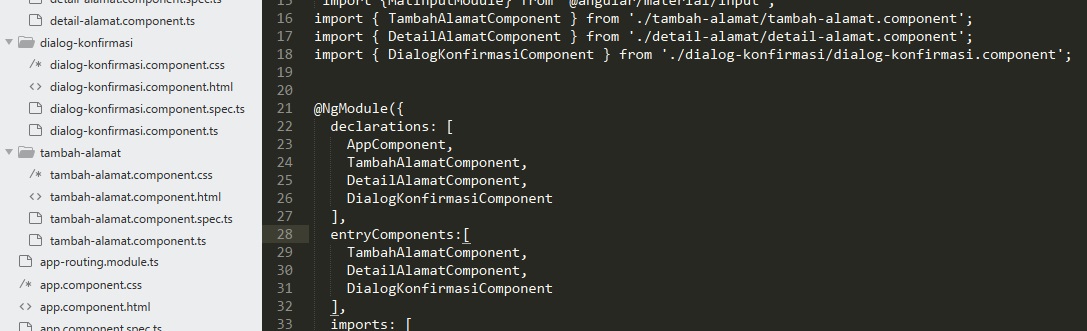 detail-alamat.component.spec.ts
detail-alamat.component.ts
dialog-konfirmasi
/* dialog-konfirmasi.component.css
<> dialog-konfirmasi.component.html
dialog-konfirmasi.component.spec.ts
dialog-konfirmasi.component.ts
tambah-alamat
/* tambah-alamat.component.css
<> tambah-alamat.component.html
tambah-alamat.component.spec.ts
tambah-alamat.component.ts
app-routing.module.ts
/* app.component.css
<> app.component.html
app.component.spec.ts
15 import {MatInputModule} from '@angular/material/input';
16 import { TambahAlamatComponent } from './tambah-alamat/tambah-alamat.component';
17 import { DetailAlamatComponent } from './detail-alamat/detail-alamat.component';
18 import { DialogKonfirmasiComponent } from './dialog-konfirmasi/dialog-konfirmasi.component';
19
20
21 @NgModule({
22 declarations: [
23 AppComponent,
24 TambahAlamatComponent,
25 DetailAlamatComponent,
26 DialogKonfirmasiComponent
27 ],
28 entryComponents:[
29 TambahAlamatComponent,
30 DetailAlamatComponent,
31 DialogKonfirmasiComponent
32 ],
33 imports: [